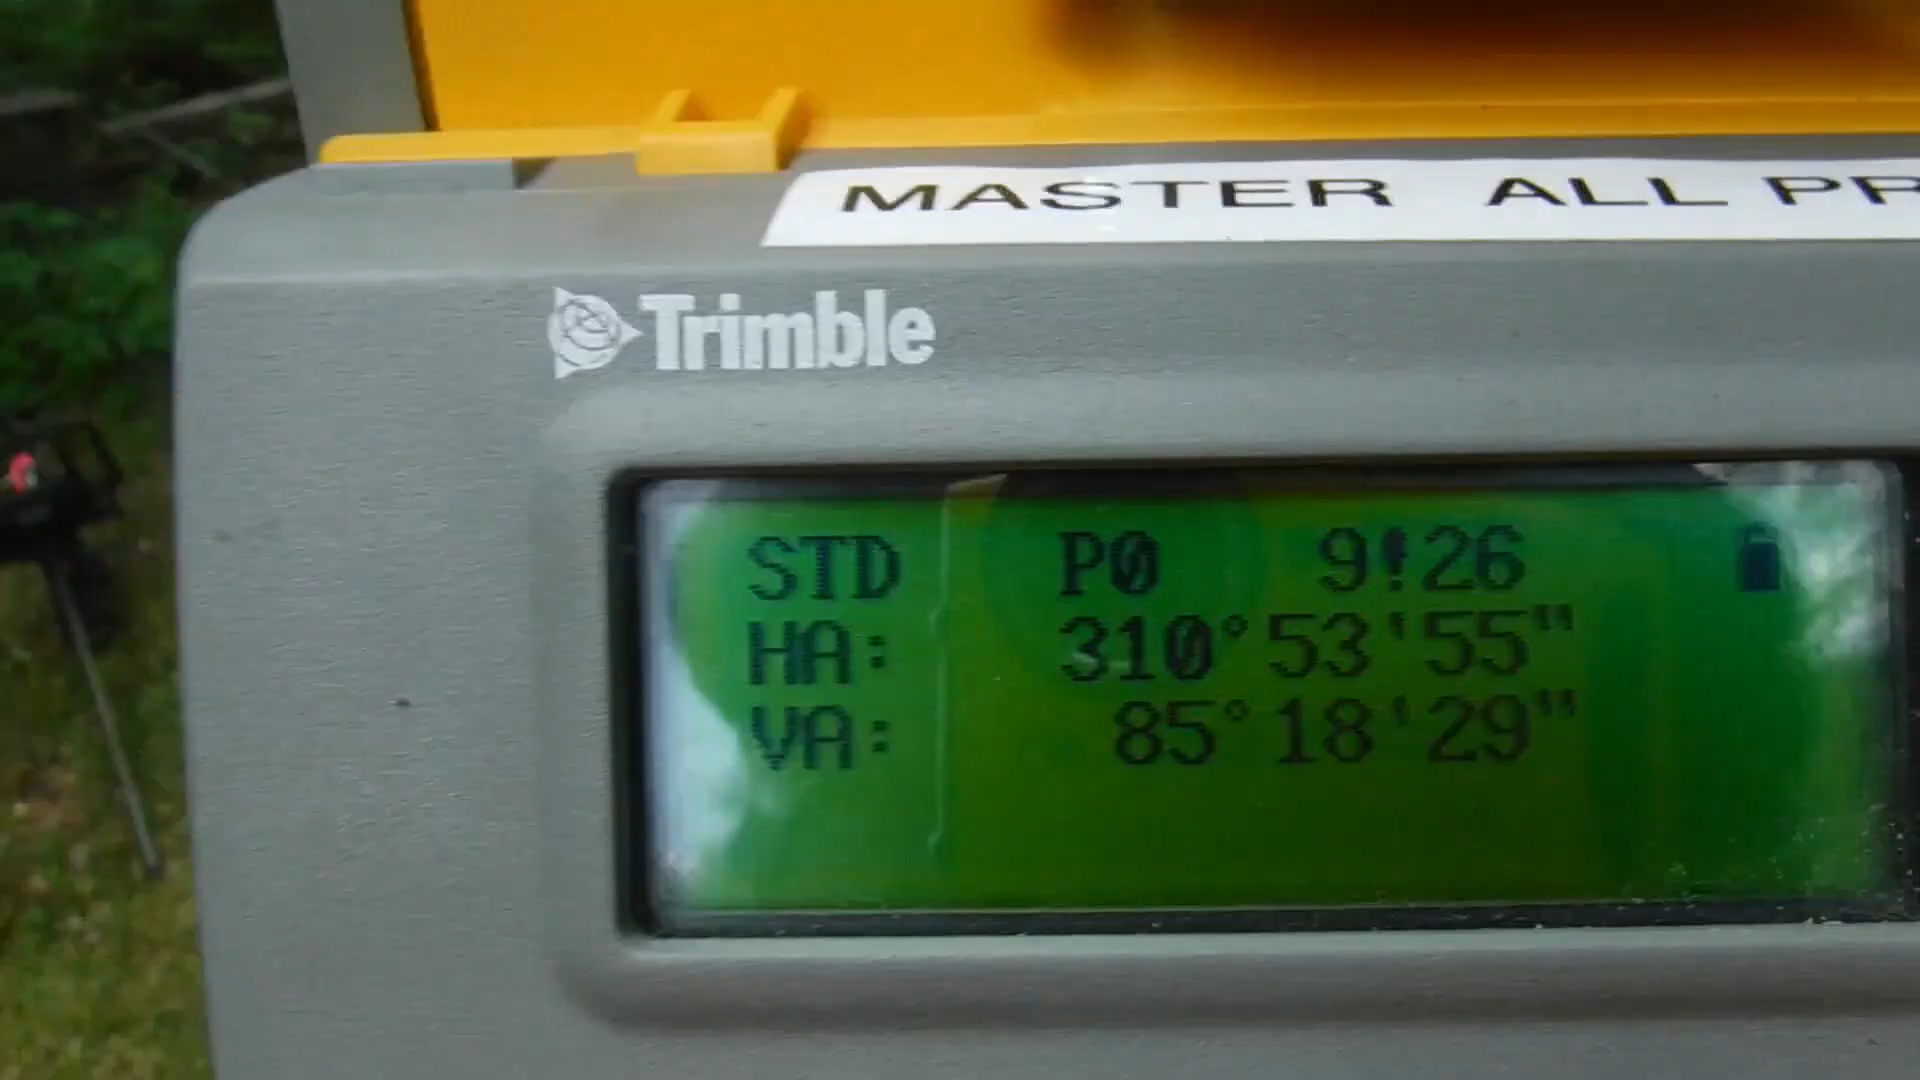 MASTER ALL PR
Trimble
STD P0 9:26
HA: 310°53'55"
VA: 85°18'29"